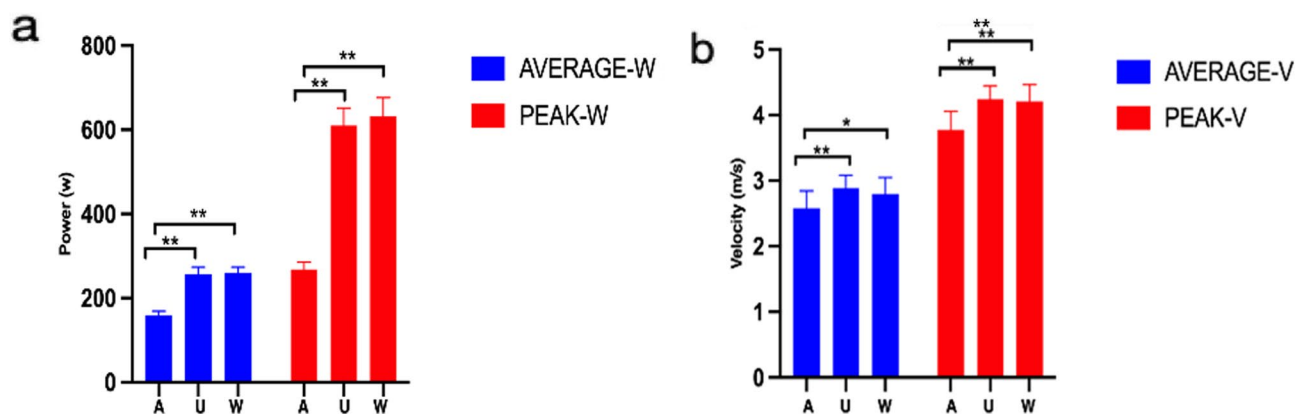 a
800
600
400
200
0
Power (w)
**
**
**
**
A U W A U W
AVERAGE-W
PEAK-W
b
5
4
3
2
1
0
Velocity (m/s)
*
**
**
**
**
A U W A U W
AVERAGE-V
PEAK-V